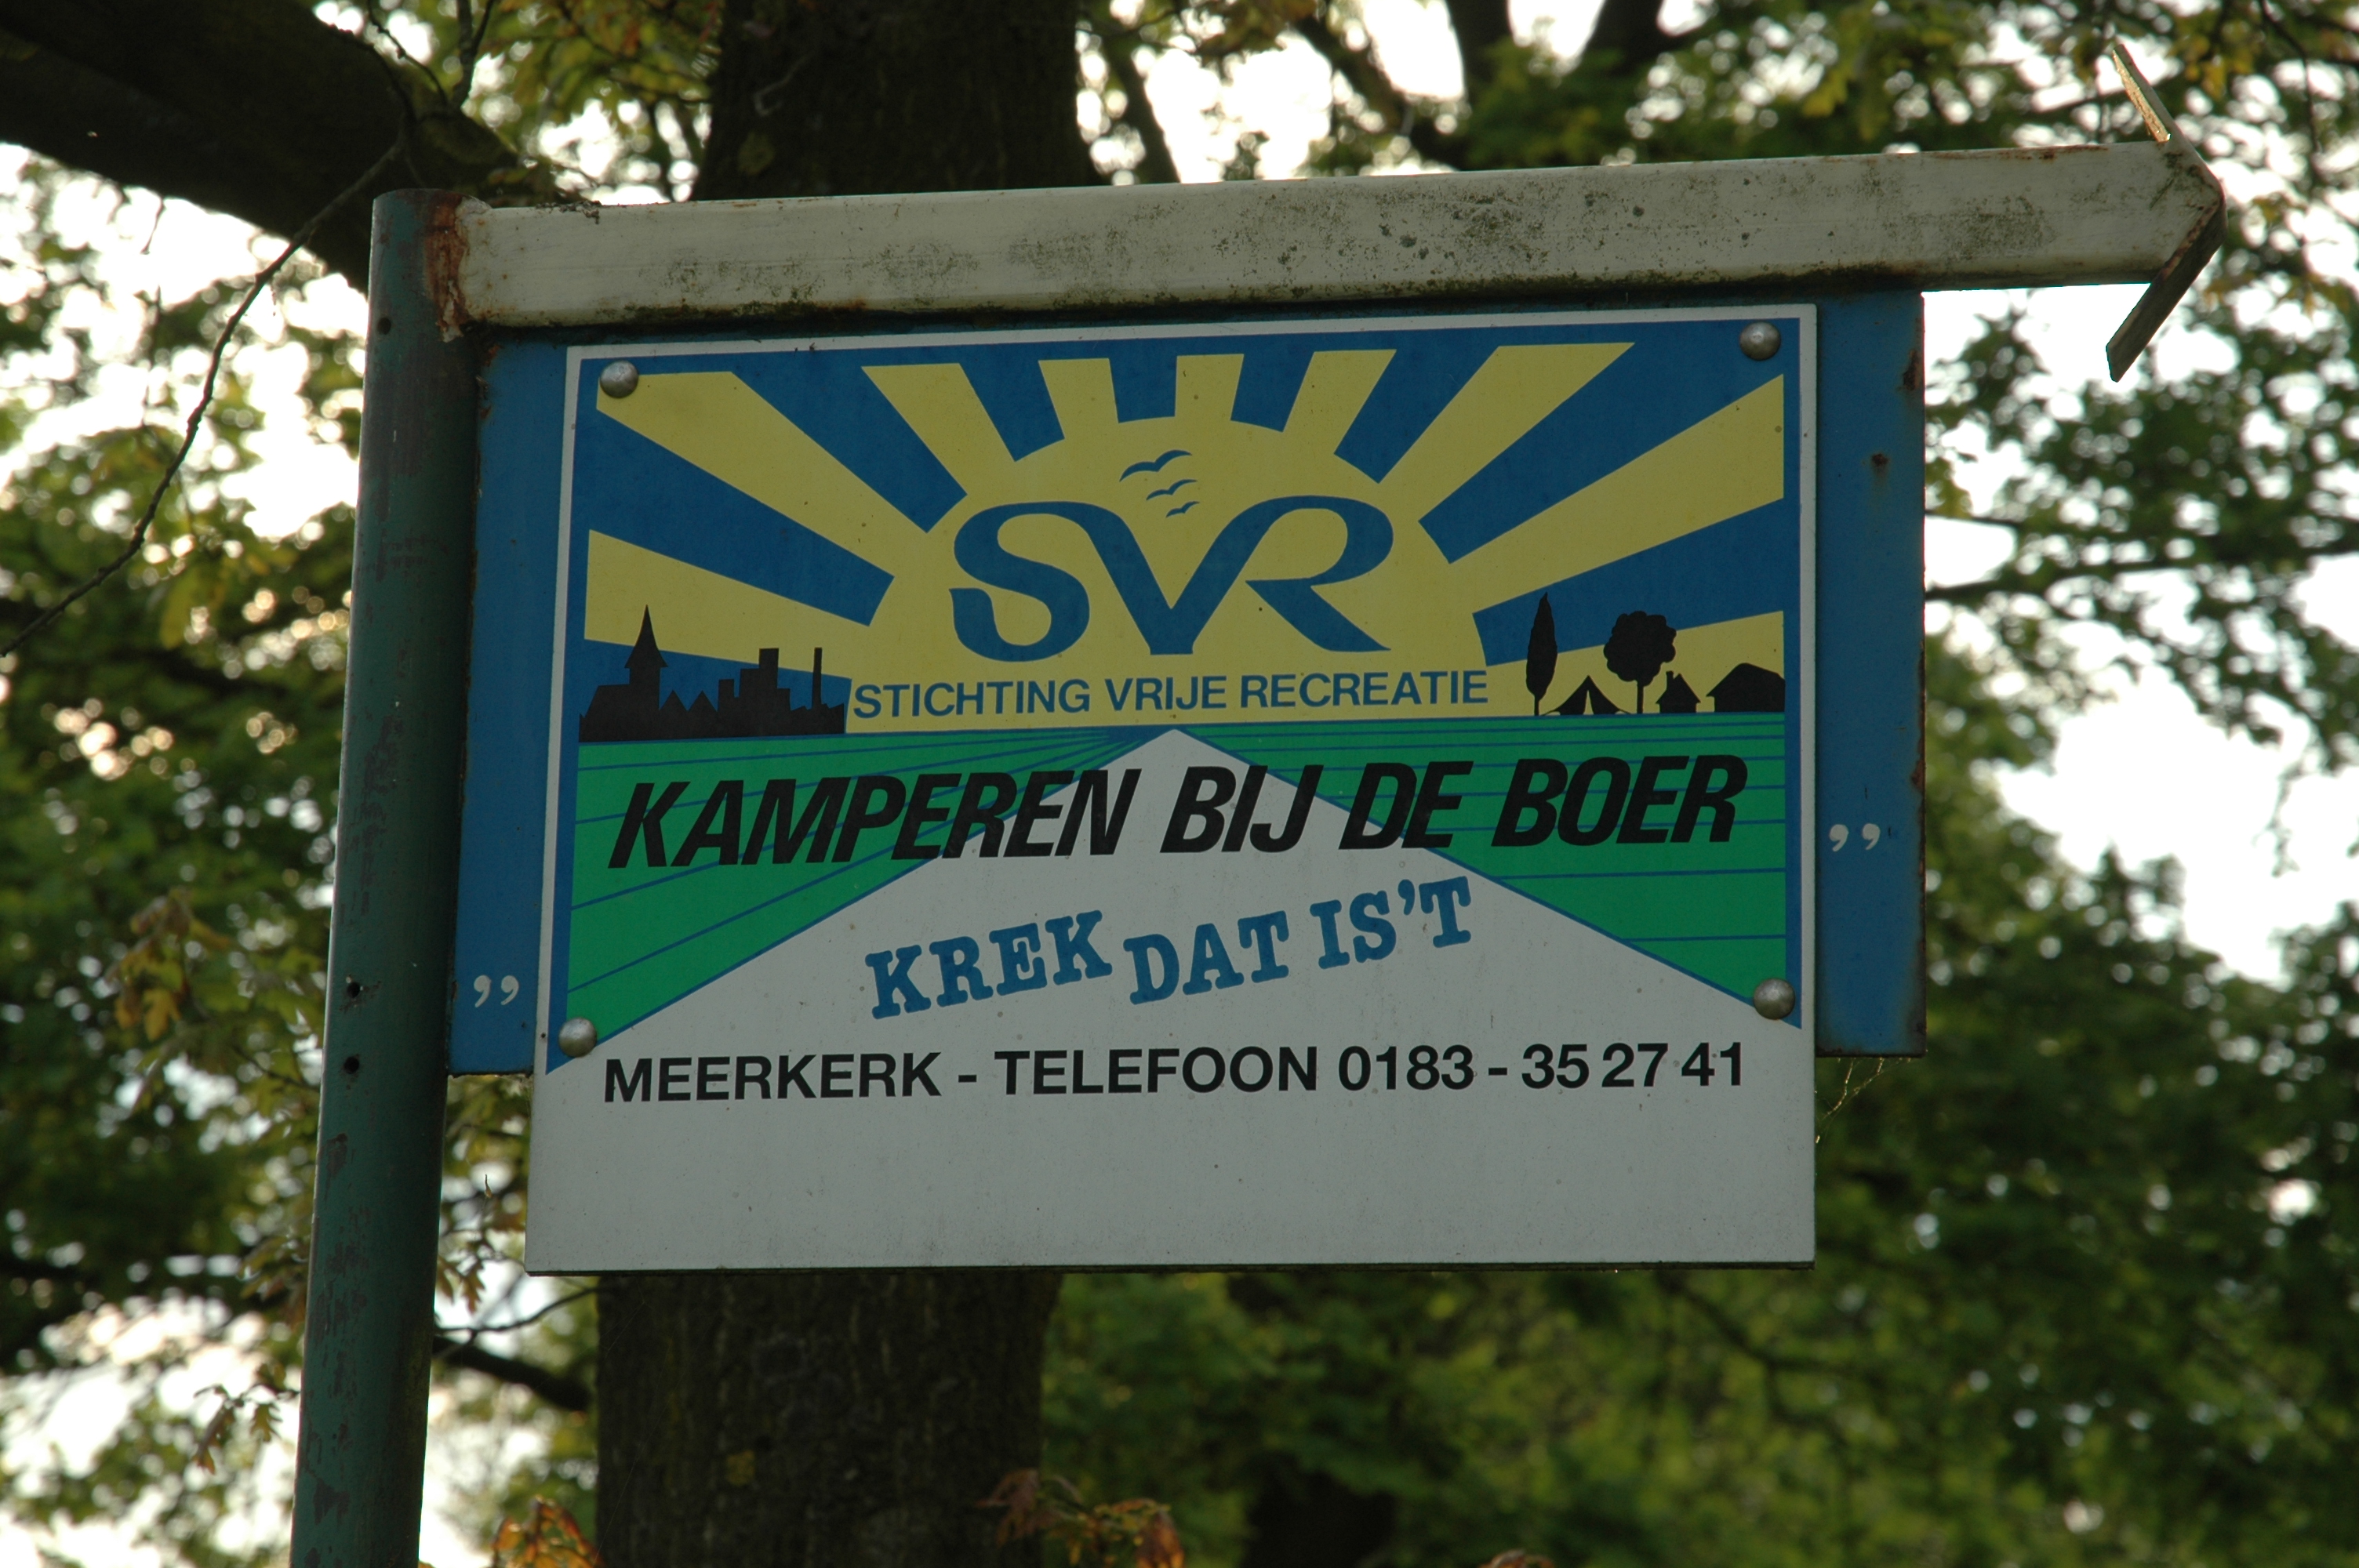 SVR
STICHTING VRIJE RECREATIE
KAMPEREN BIJ DE BOER
KREK DAT IS'T
MEERKERK - TELEFOON 0183 - 35 27 41
,, ,,